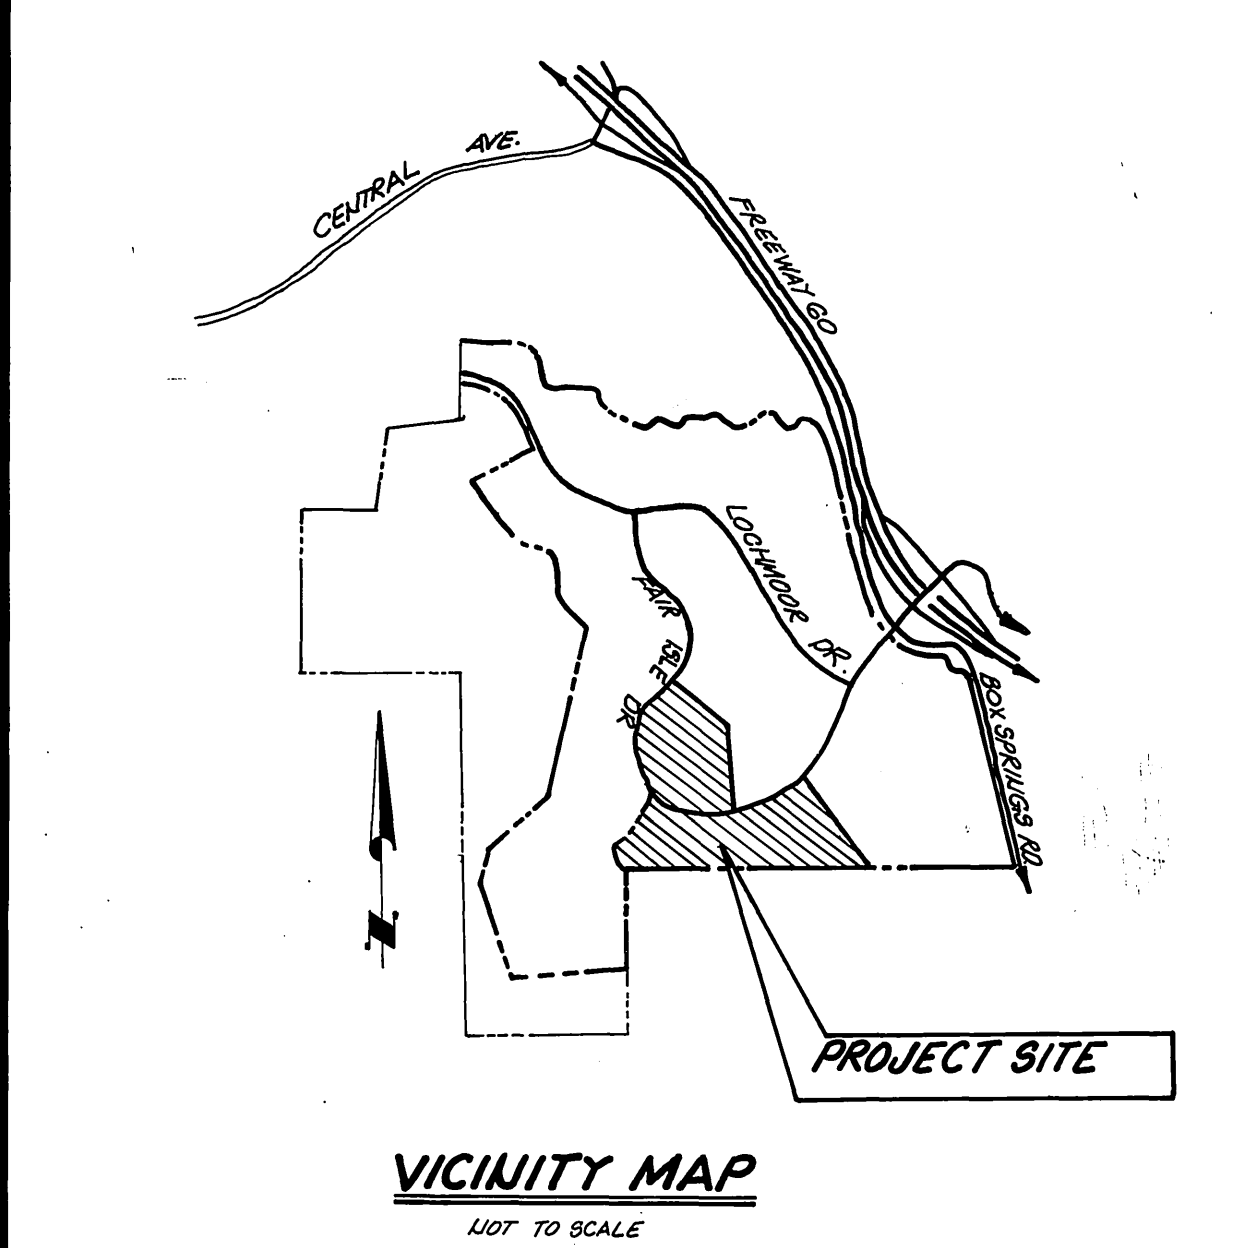 CENTRAL AVE.
FREEWAY 60
LOCHMOOR DR.
FAIR ISLE DR
BOX SPRINGS RD.
N
PROJECT SITE
VICINITY MAP
NOT TO SCALE